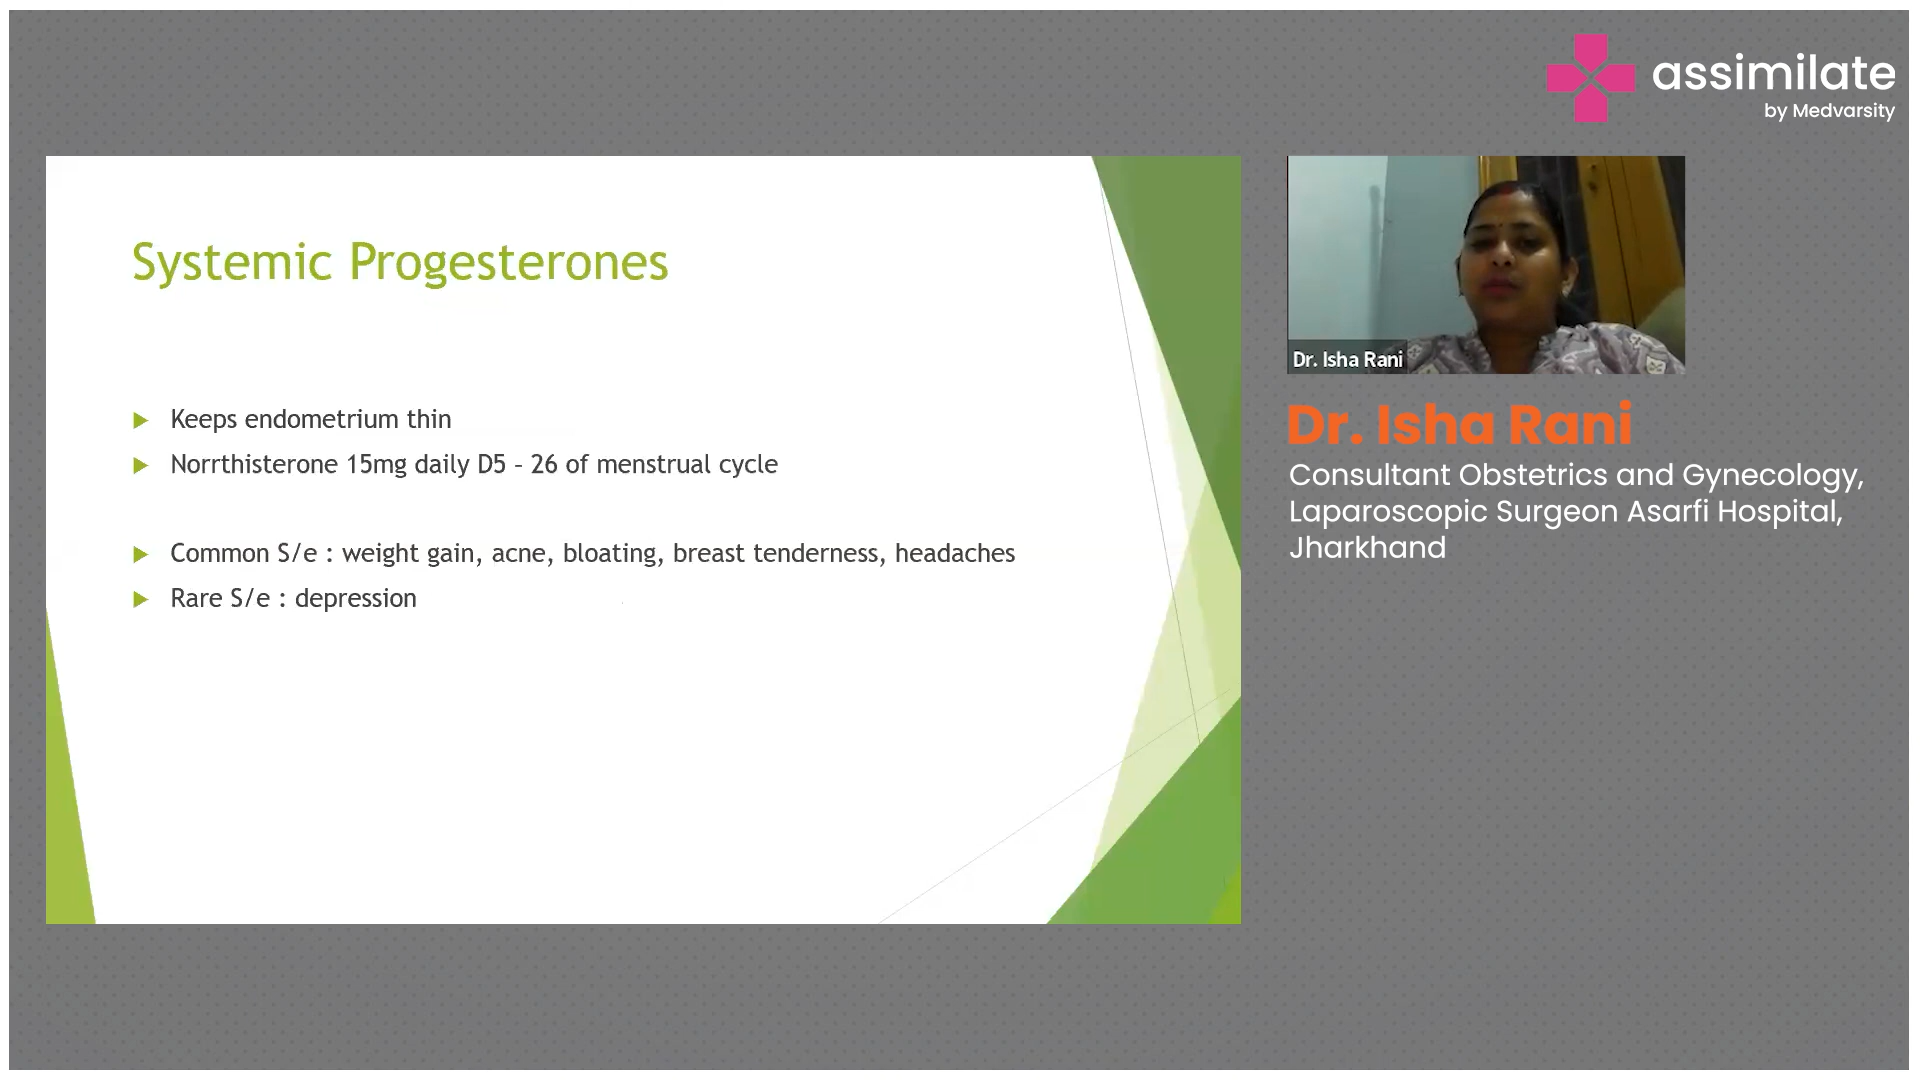 assimilate
by Medvarsity
Systemic Progesterones
Keeps endometrium thin
Norrthisterone 15mg daily D5 – 26 of menstrual cycle
Common S/e : weight gain, acne, bloating, breast tenderness, headaches
Rare S/e : depression
Dr. Isha Rani
Dr. Isha Rani
Consultant Obstetrics and Gynecology,
Laparoscopic Surgeon Asarfi Hospital,
Jharkhand